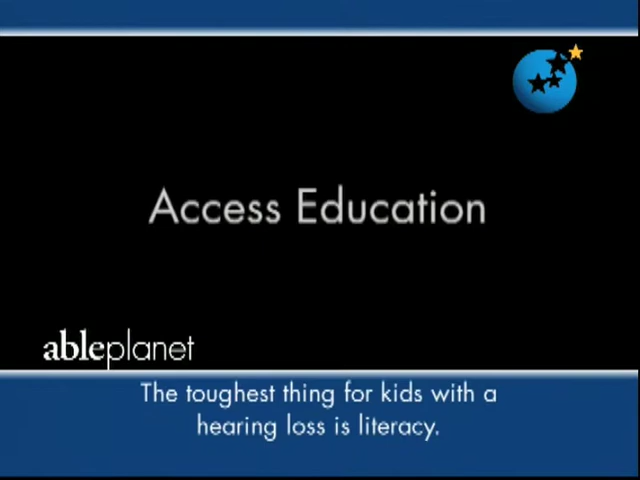 Access Education
ableplanet
The toughest thing for kids with a
hearing loss is literacy.